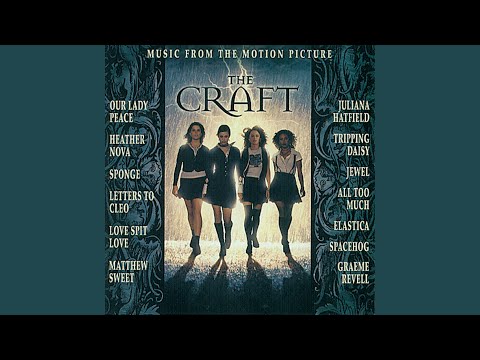 MUSIC FROM THE MOTION PICTURE
THE
CRAFT
OUR LADY
PEACE
HEATHER
NOVA
SPONGE
LETTERS TO
CLEO
LOVE SPIT
LOVE
MATTHEW
SWEET
JULIANA
HATFIELD
TRIPPING
DAISY
JEWEL
ALL TOO
MUCH
ELASTICA
SPACEHOG
GRAEME
REVELL